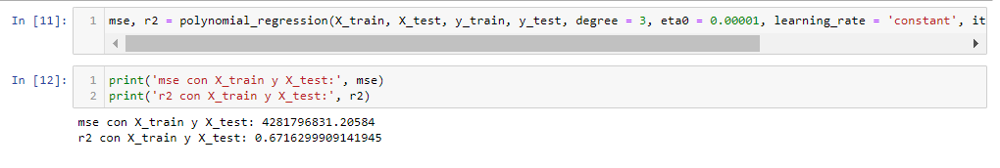 In [11]: 1 mse, r2 = polynomial_regression(X_train, X_test, y_train, y_test, degree = 3, eta0 = 0.00001, learning_rate = 'constant', it
In [12]: 1 print('mse con X_train y X_test:', mse)
2 print('r2 con X_train y X_test:', r2)
mse con X_train y X_test: 4281796831.20584
r2 con X_train y X_test: 0.6716299909141945